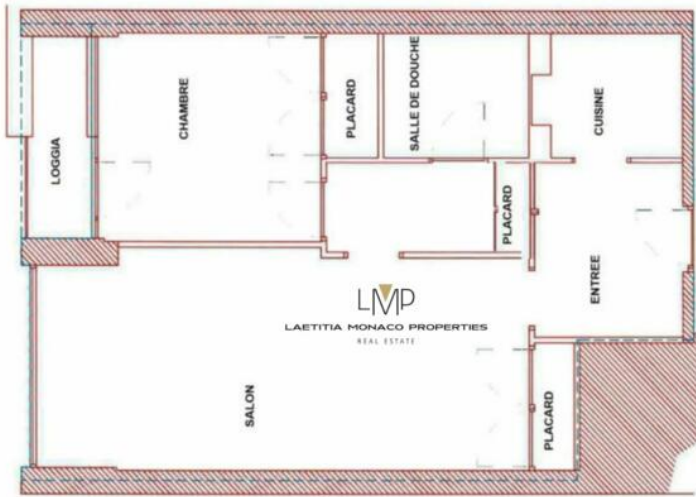 LOGGIA
CHAMBRE
PLACARD
SALLE DE DOUCHE
CUISINE
PLACARD
ENTREE
LMP
LAETITIA MONACO PROPERTIES
REAL ESTATE
SALON
PLACARD